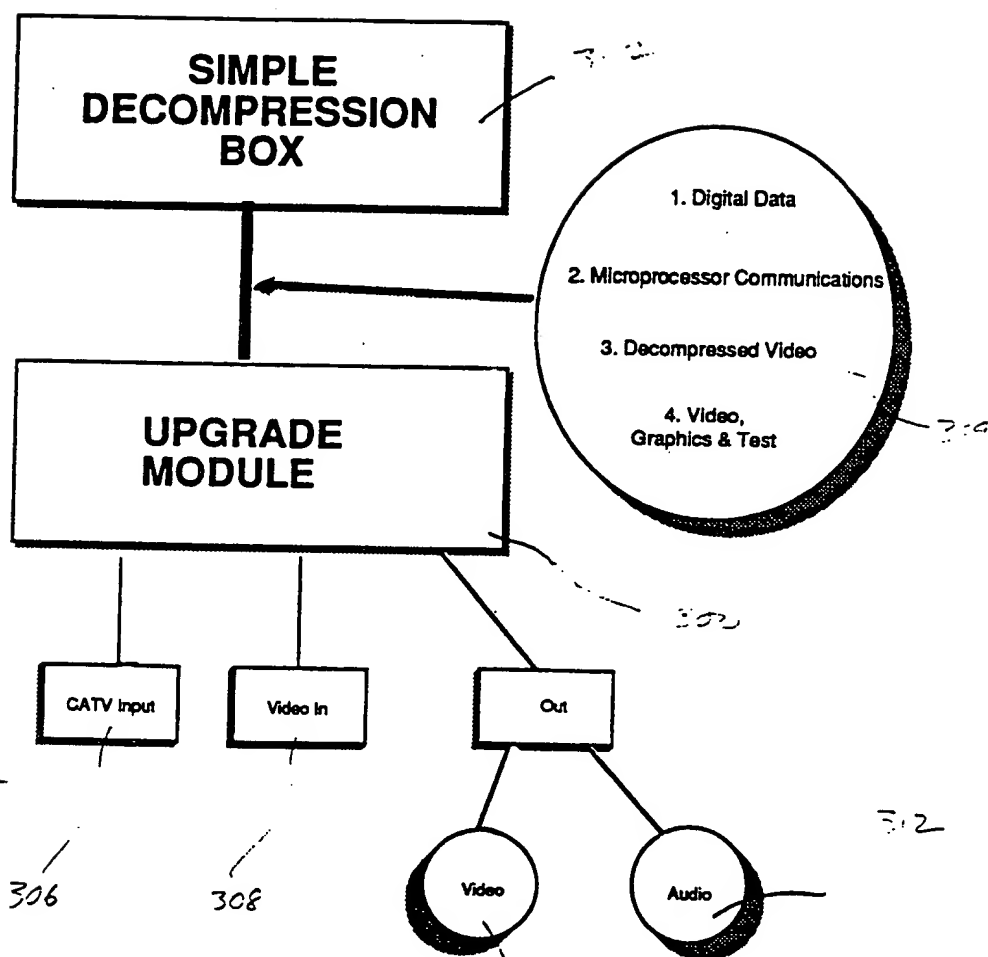 SIMPLE
DECOMPRESSION
BOX
1. Digital Data
2. Microprocessor Communications
3. Decompressed Video
4. Video,
Graphics & Test
UPGRADE
MODULE
CATV Input
Video In
Out
312
306
308
Video
Audio